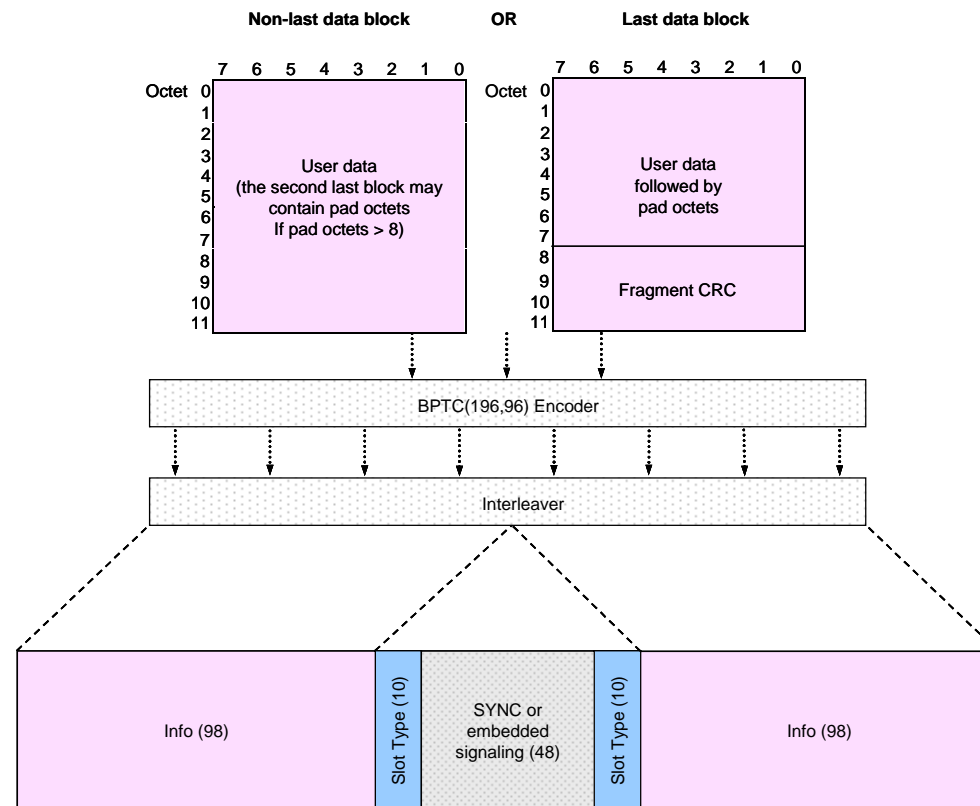 Non-last data block OR Last data block
7 6 5 4 3 2 1 0
7 6 5 4 3 2 1 0
Octet 0
1
2
3
4
5
6
7
8
9
10
11
User data
(the second last block may
contain pad octets
If pad octets > 8)
Octet 0
1
2
3
4
5
6
7
8
9
10
11
User data
followed by
pad octets
Fragment CRC
BPTC(196,96) Encoder
Interleaver
Info (98)
Slot Type (10)
SYNC or
embedded
signaling (48)
Slot Type (10)
Info (98)